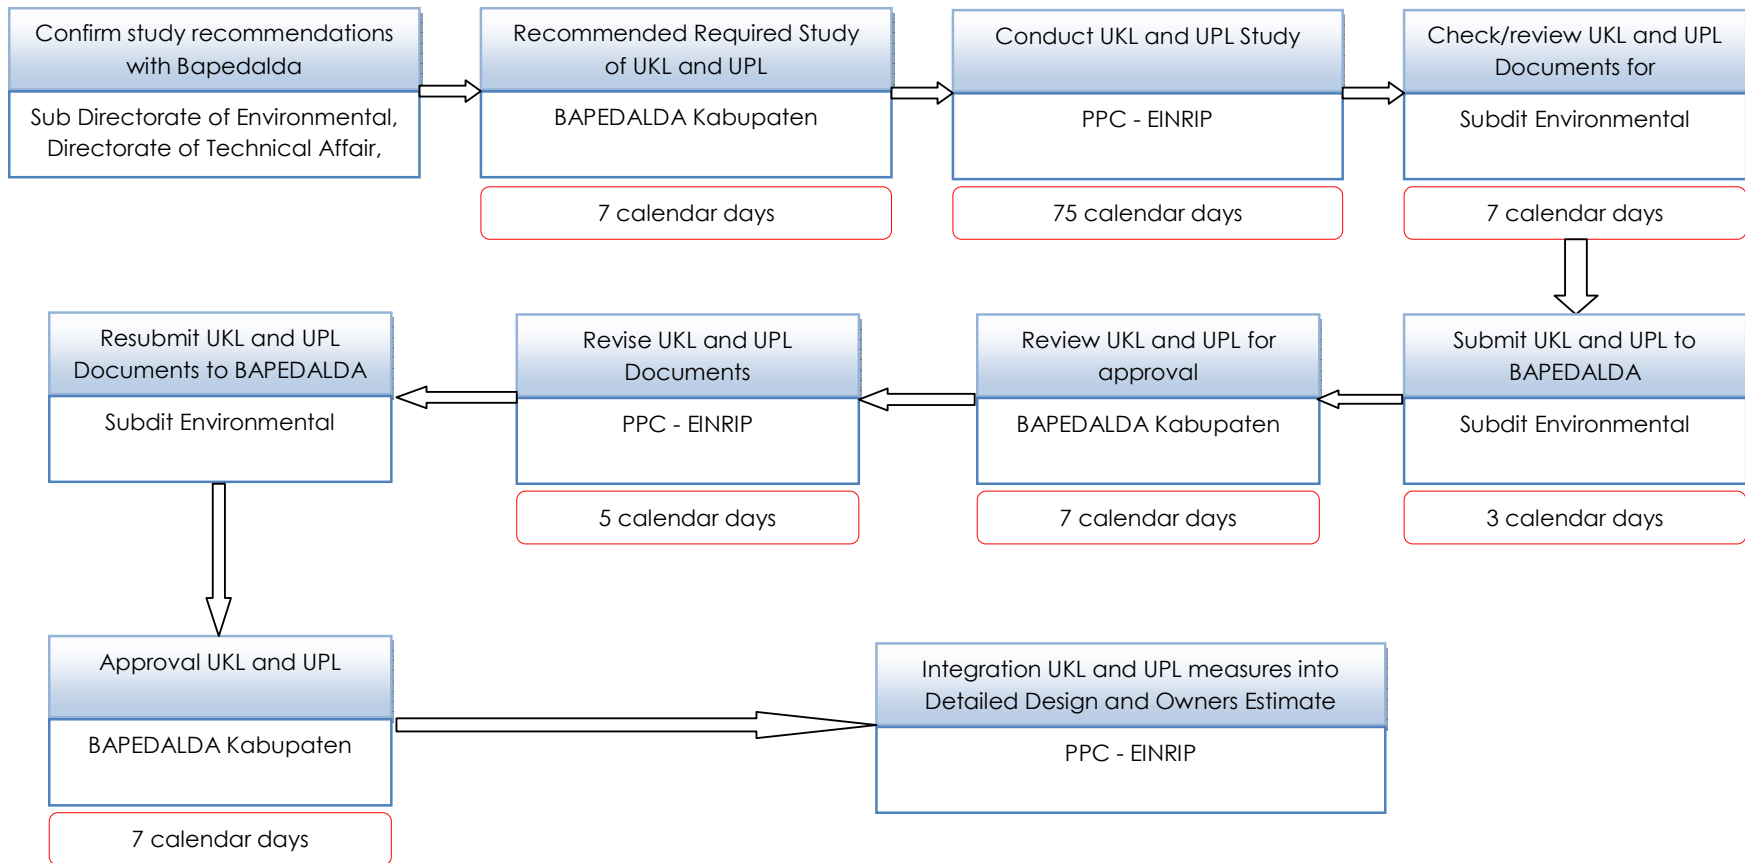 Confirm study recommendations
with Bapedalda
Sub Directorate of Environmental,
Directorate of Technical Affair,
Recommended Required Study
of UKL and UPL
BAPEDALDA Kabupaten
7 calendar days
Conduct UKL and UPL Study
PPC - EINRIP
75 calendar days
Check/review UKL and UPL
Documents for
Subdit Environmental
7 calendar days
Submit UKL and UPL to
BAPEDALDA
Subdit Environmental
3 calendar days
Review UKL and UPL for
approval
BAPEDALDA Kabupaten
7 calendar days
Revise UKL and UPL
Documents
PPC - EINRIP
5 calendar days
Resubmit UKL and UPL
Documents to BAPEDALDA
Subdit Environmental
Approval UKL and UPL
BAPEDALDA Kabupaten
7 calendar days
Integration UKL and UPL measures into
Detailed Design and Owners Estimate
PPC - EINRIP